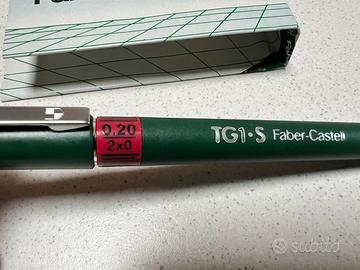 0.20
2x0
TG1·S Faber-Castell
subito